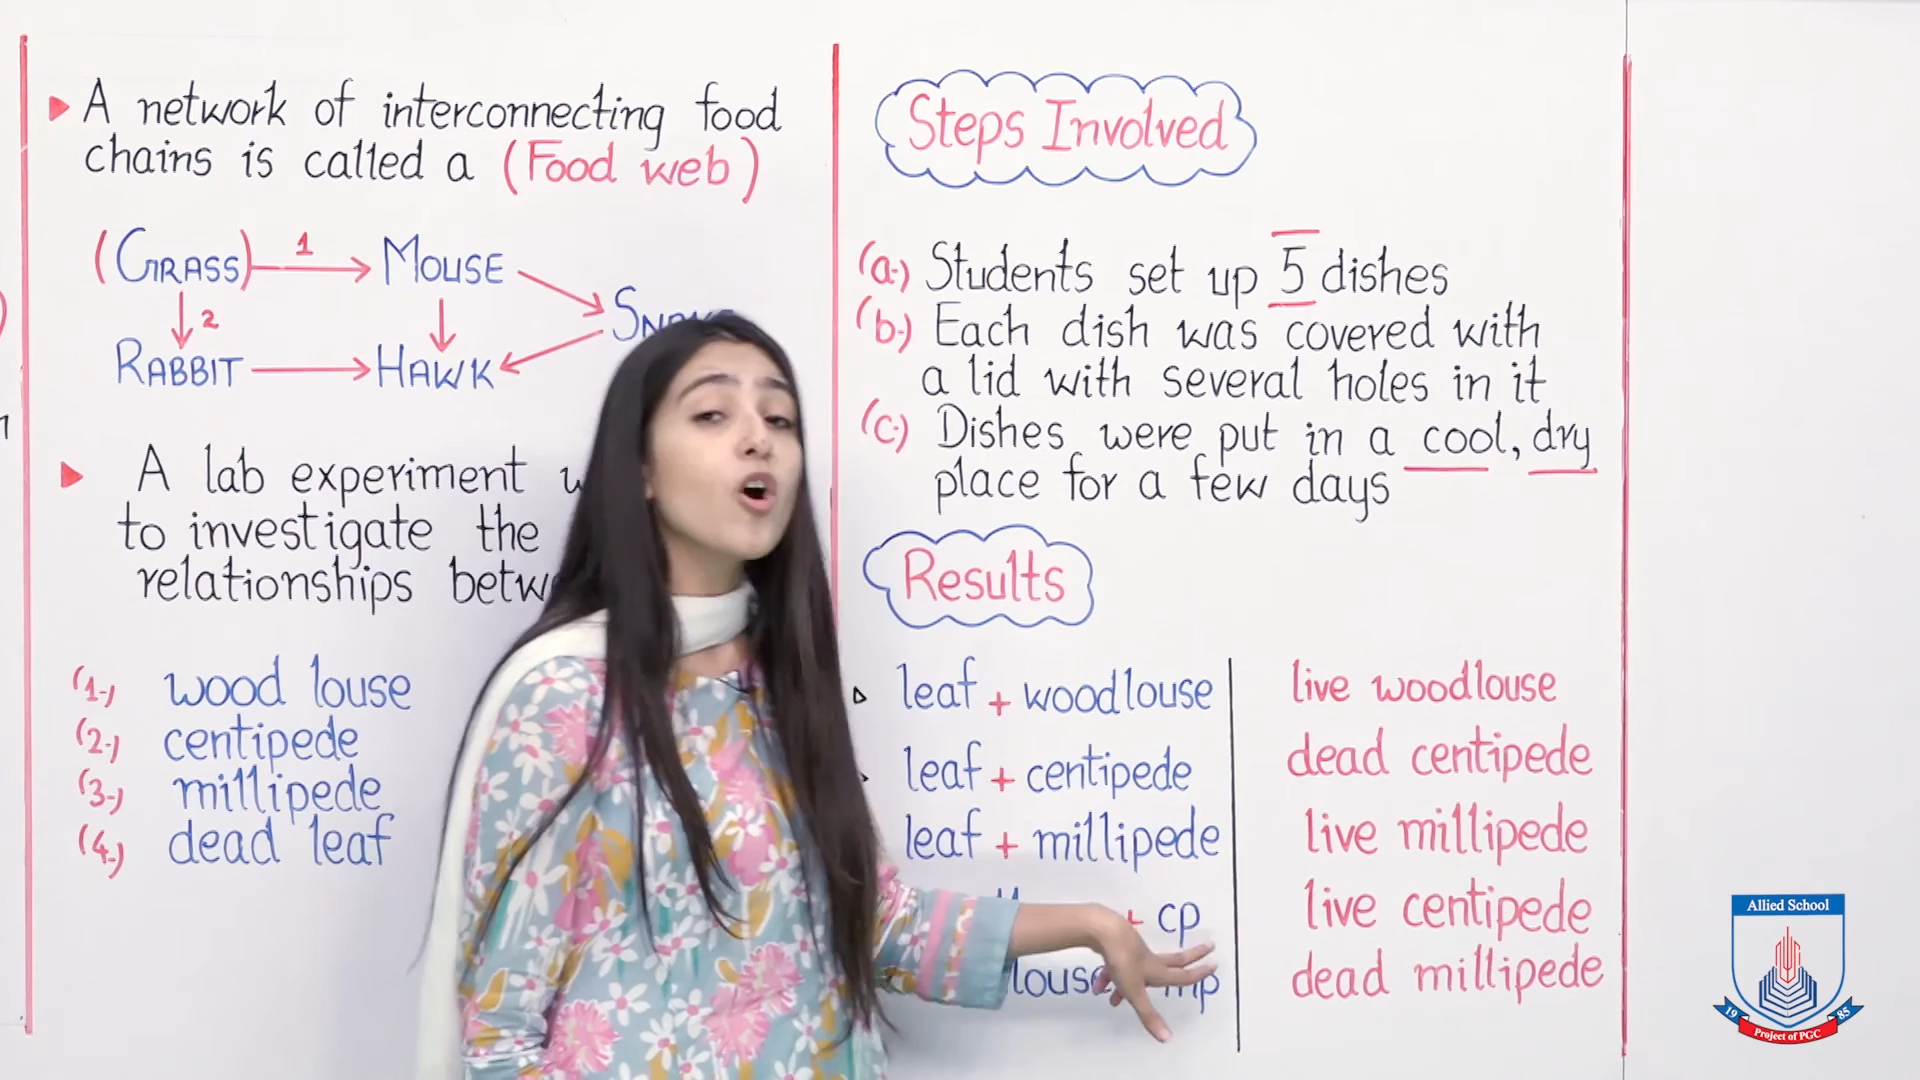 A network of interconnecting food
chains is called a (Food web)
(GRASS) 1 MOUSE
2
RABBIT HAWK
A lab experiment
to investigate the
relationships
(1-) wood louse
(2-) centipede
(3-) millipede
(4-) dead leaf
Steps Involved
(a-) Students set up 5 dishes
(b-) Each dish was covered with
a lid with several holes in it
(c-) Dishes were put in a cool, dry
place for a few days
Results
leaf + woodlouse live woodlouse
leaf + centipede dead centipede
leaf + millipede live millipede
+ cp live centipede
louse mp dead millipede
Allied School
19 85
Project of PGC